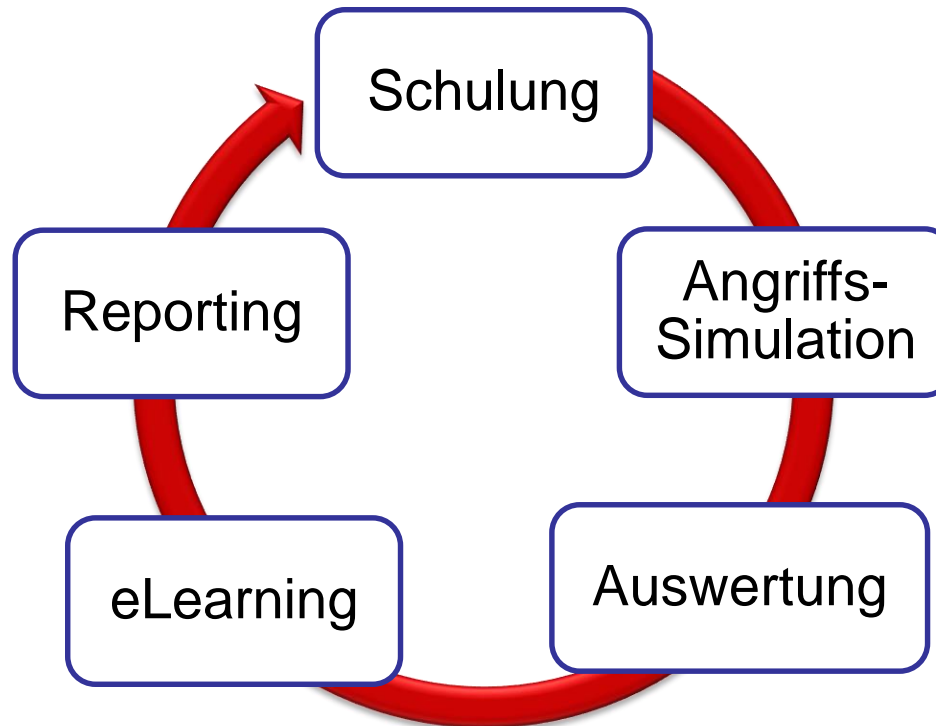 Schulung
Angriffs-
Simulation
Auswertung
eLearning
Reporting